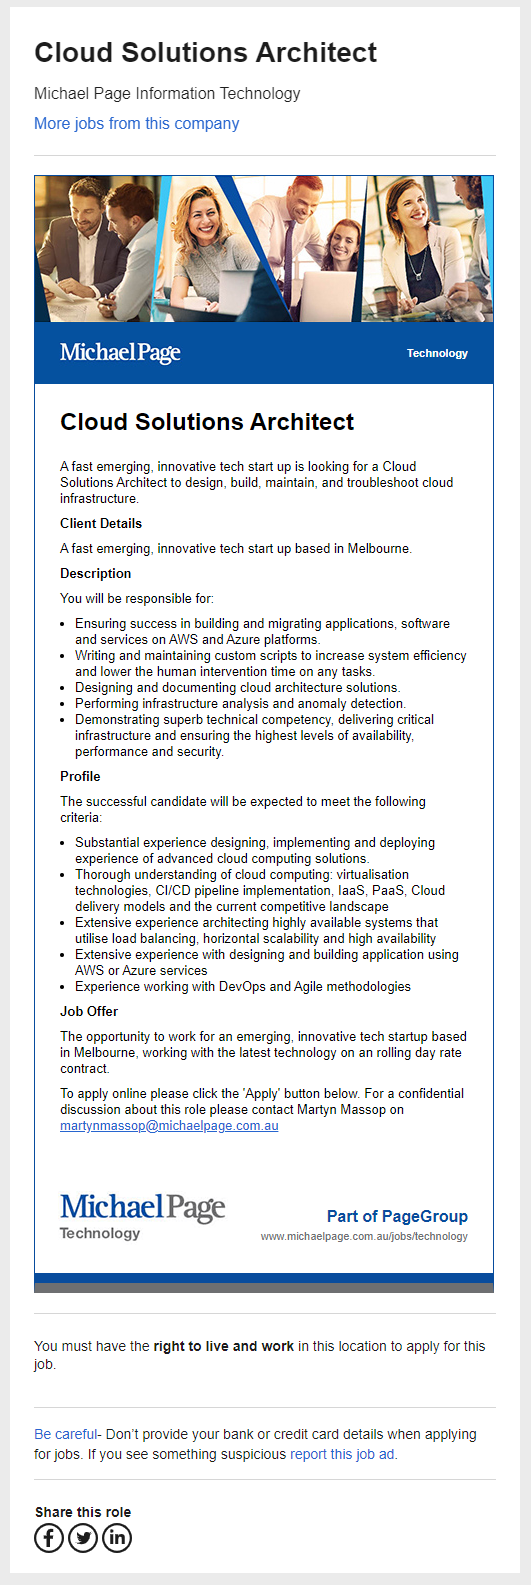 Cloud Solutions Architect
Michael Page Information Technology
More jobs from this company
MichaelPage
Technology
Cloud Solutions Architect
A fast emerging, innovative tech start up is looking for a Cloud
Solutions Architect to design, build, maintain, and troubleshoot cloud
infrastructure.
Client Details
A fast emerging, innovative tech start up based in Melbourne.
Description
You will be responsible for:
• Ensuring success in building and migrating applications, software
and services on AWS and Azure platforms.
• Writing and maintaining custom scripts to increase system efficiency
and lower the human intervention time on any tasks.
• Designing and documenting cloud architecture solutions.
• Performing infrastructure analysis and anomaly detection.
• Demonstrating superb technical competency, delivering critical
infrastructure and ensuring the highest levels of availability,
performance and security.
Profile
The successful candidate will be expected to meet the following
criteria:
• Substantial experience designing, implementing and deploying
experience of advanced cloud computing solutions.
• Thorough understanding of cloud computing: virtualisation
technologies, CI/CD pipeline implementation, IaaS, PaaS, Cloud
delivery models and the current competitive landscape
• Extensive experience architecting highly available systems that
utilise load balancing, horizontal scalability and high availability
• Extensive experience with designing and building application using
AWS or Azure services
• Experience working with DevOps and Agile methodologies
Job Offer
The opportunity to work for an emerging, innovative tech startup based
in Melbourne, working with the latest technology on an rolling day rate
contract.
To apply online please click the 'Apply' button below. For a confidential
discussion about this role please contact Martyn Massop on
martynmassop@michaelpage.com.au
MichaelPage
Technology
Part of PageGroup
www.michaelpage.com.au/jobs/technology
You must have the right to live and work in this location to apply for this
job.
Be careful- Don't provide your bank or credit card details when applying
for jobs. If you see something suspicious report this job ad.
Share this role